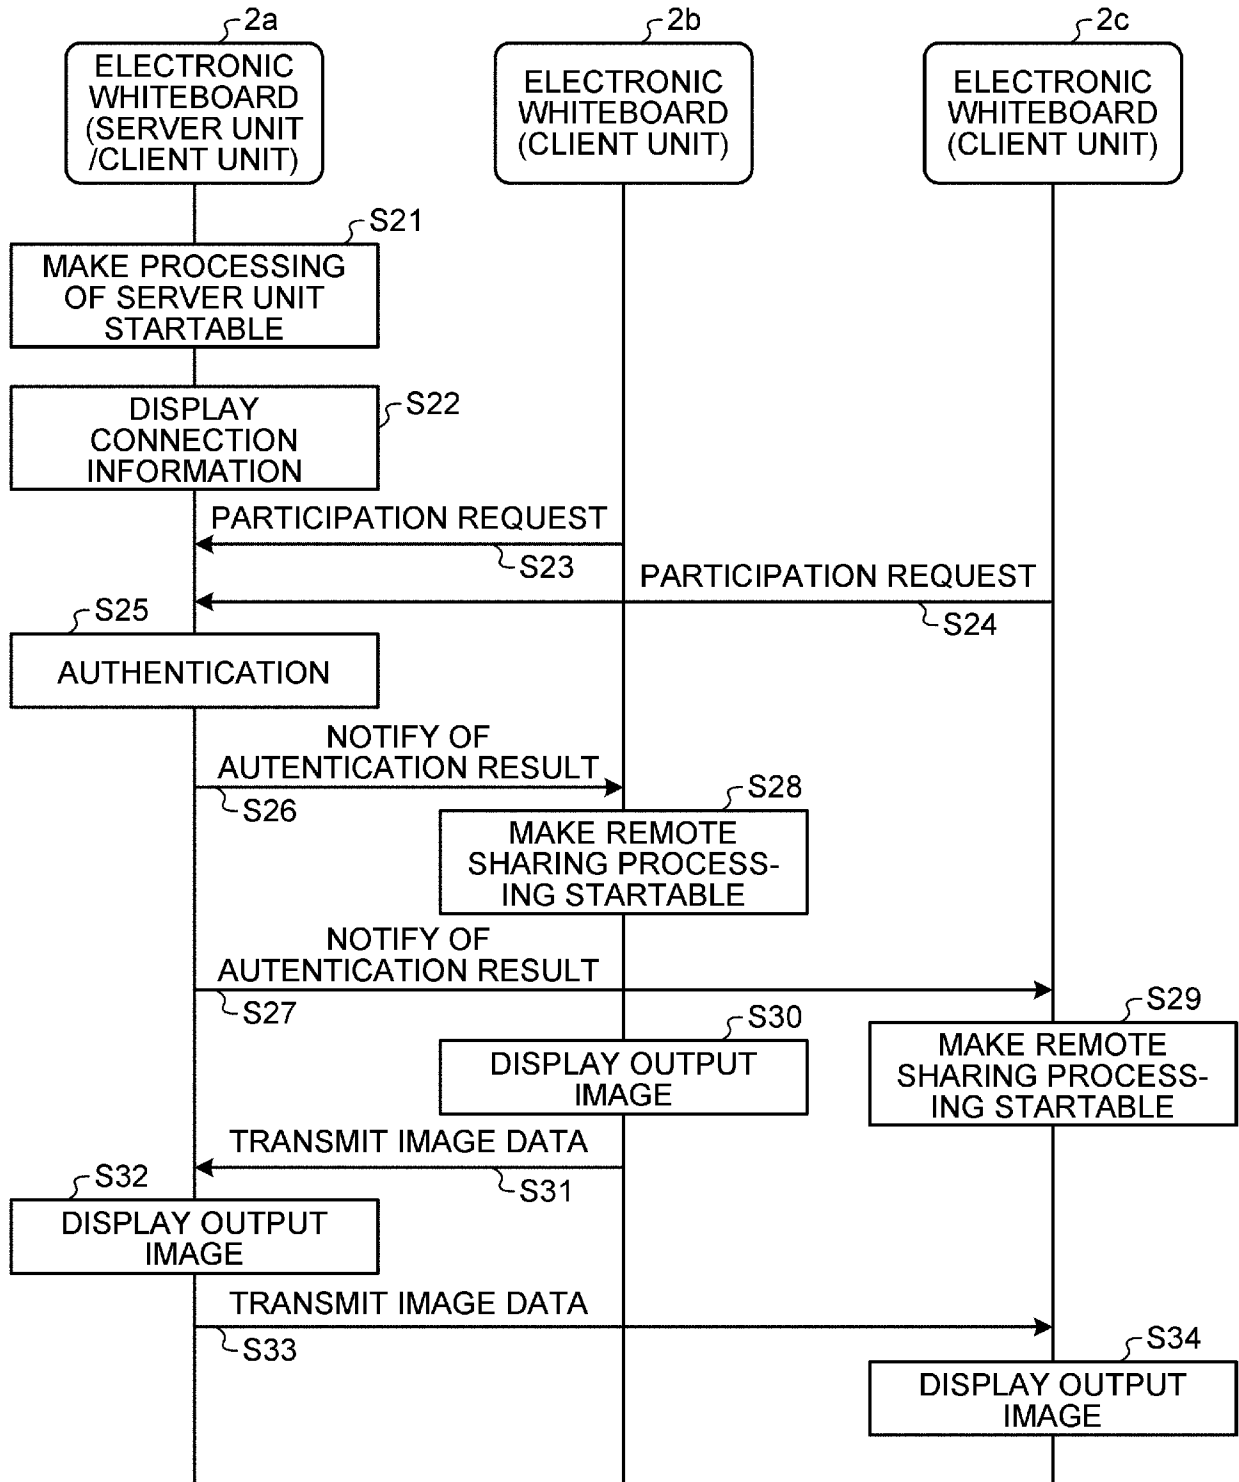 2a
2b
2c
ELECTRONIC
WHITEBOARD
(SERVER UNIT
/CLIENT UNIT)
ELECTRONIC
WHITEBOARD
(CLIENT UNIT)
ELECTRONIC
WHITEBOARD
(CLIENT UNIT)
S21
MAKE PROCESSING
OF SERVER UNIT
STARTABLE
S22
DISPLAY
CONNECTION
INFORMATION
PARTICIPATION REQUEST
S23
PARTICIPATION REQUEST
S24
S25
AUTHENTICATION
NOTIFY OF
AUTENTICATION RESULT
S26
S28
MAKE REMOTE
SHARING PROCESS-
ING STARTABLE
NOTIFY OF
AUTENTICATION RESULT
S27
S29
MAKE REMOTE
SHARING PROCESS-
ING STARTABLE
S30
DISPLAY OUTPUT
IMAGE
TRANSMIT IMAGE DATA
S31
S32
DISPLAY OUTPUT
IMAGE
TRANSMIT IMAGE DATA
S33
S34
DISPLAY OUTPUT
IMAGE